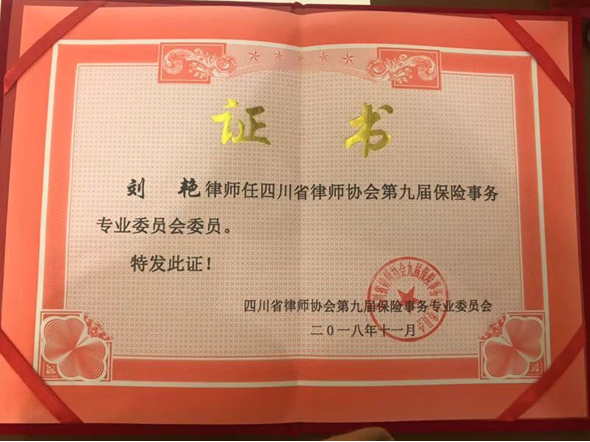 证 书
刘 艳律师任四川省律师协会第九届保险事务
专业委员会委员。
特发此证！
四川省律师协会第九届保险事务专业委员会
二〇一八年十一月